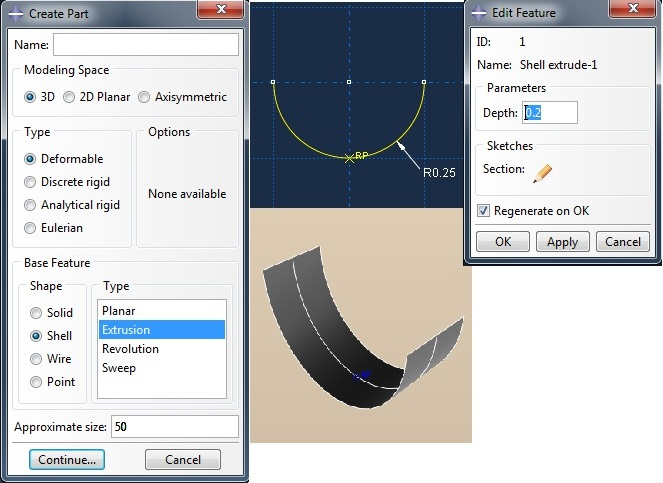 Create Part
Name:
Modeling Space
3D 2D Planar Axisymmetric
Type
Deformable
Discrete rigid
Analytical rigid
Eulerian
Options
None available
Base Feature
Shape
Solid
Shell
Wire
Point
Type
Planar
Extrusion
Revolution
Sweep
Approximate size: 50
Continue... Cancel
RP
R0.25
Edit Feature
ID: 1
Name: Shell extrude-1
Parameters
Depth: 0.2
Sketches
Section:
Regenerate on OK
OK Apply Cancel